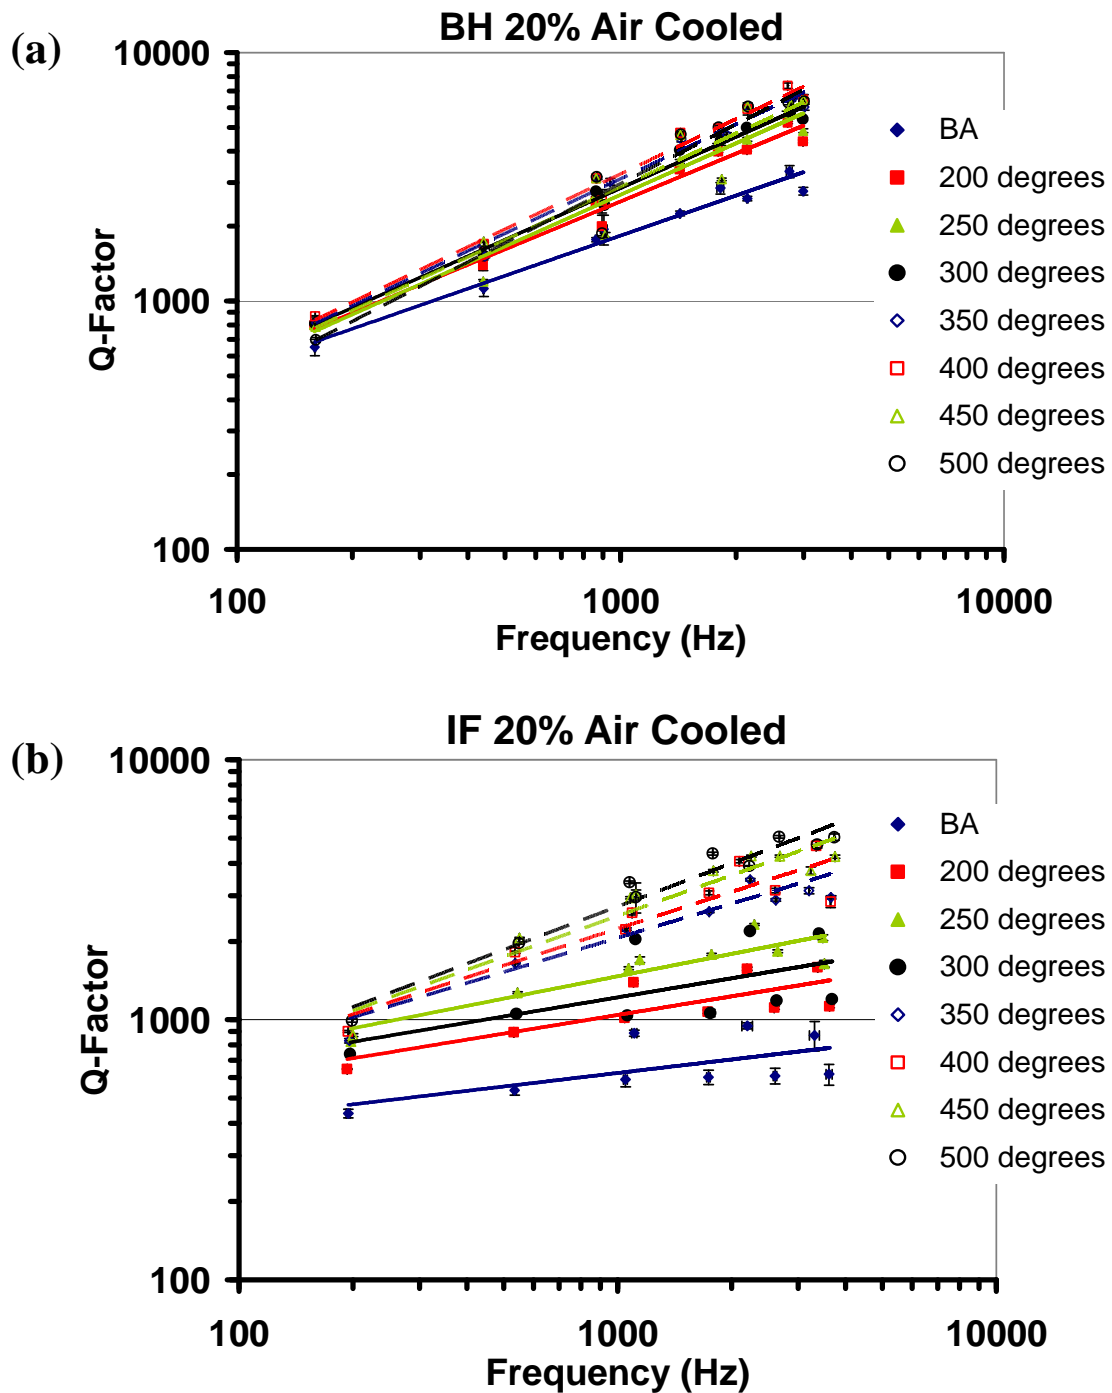 (a)
BH 20% Air Cooled
10000
1000
100
Q-Factor
100
1000
10000
Frequency (Hz)
BA
200 degrees
250 degrees
300 degrees
350 degrees
400 degrees
450 degrees
500 degrees
(b)
IF 20% Air Cooled
10000
1000
100
Q-Factor
100
1000
10000
Frequency (Hz)
BA
200 degrees
250 degrees
300 degrees
350 degrees
400 degrees
450 degrees
500 degrees